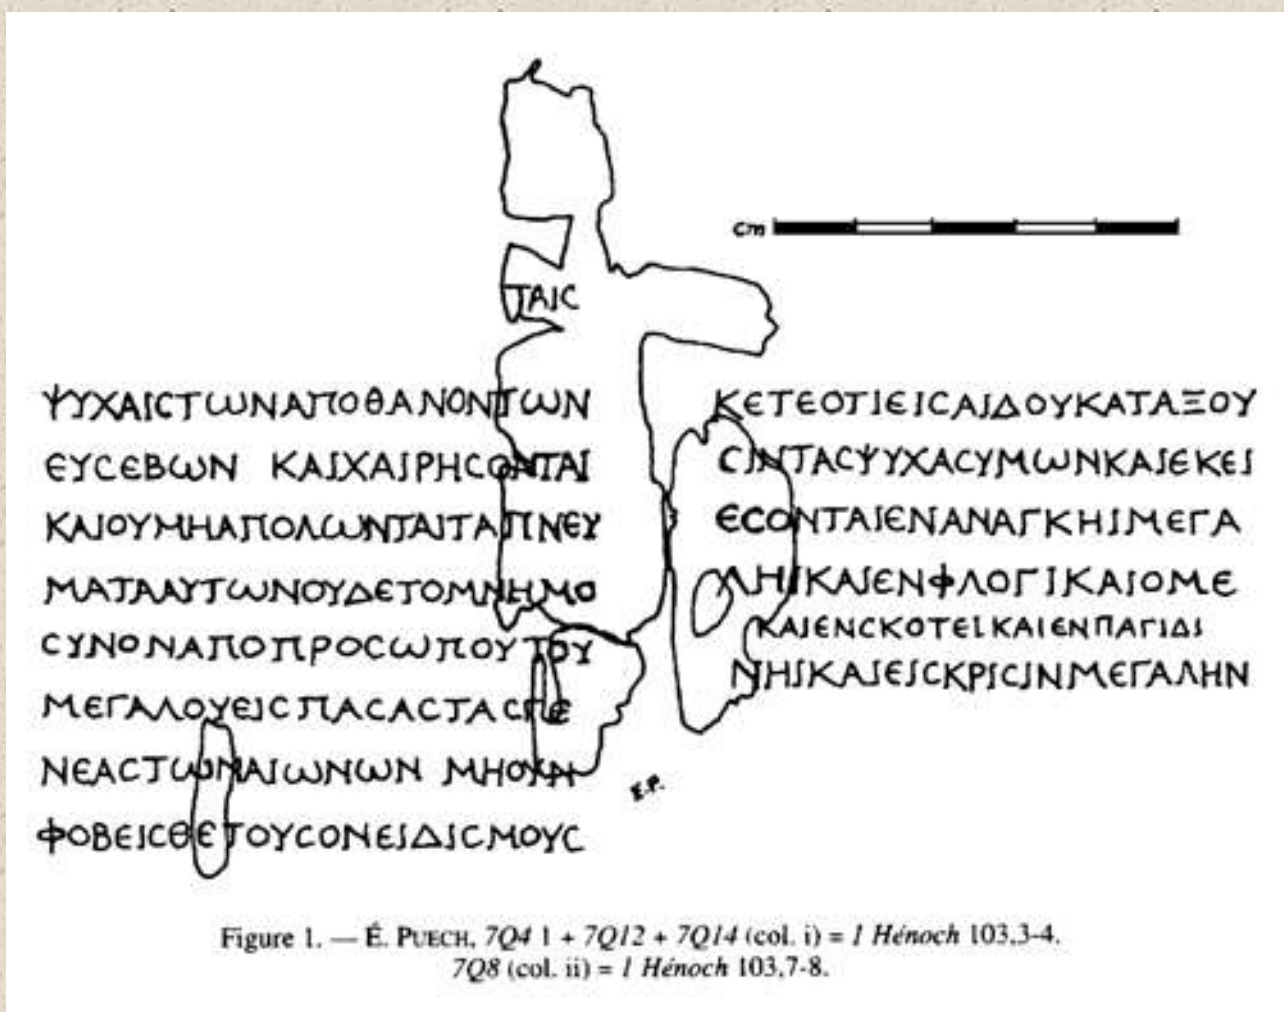 ΤΑΙϹ
cm
ΨΥΧΑΙϹΤΩΝΑΠΟΘΑΝΟΝΤΩΝ
ΕΥϹΕΒΩΝ ΚΑΙΧΑΙΡΗϹΟΝΤΑΙ
ΚΑΙΟΥΜΗΑΠΟΛΩΝΤΑΙΤΑΠΝΕΥ
ΜΑΤΑΑΥΤΩΝΟΥΔΕΤΟΜΝΗΜΟ
ϹΥΝΟΝΑΠΟΠΡΟϹΩΠΟΥΤΟΥ
ΜΕΓΑΛΟΥΕΙϹΠΑϹΑϹΤΑϹΓΕ
ΝΕΑϹΤΩΝΑΙΩΝΩΝ ΜΗΟΥΝ
ΦΟΒΕΙϹΘΕΤΟΥϹΟΝΕΙΔΙϹΜΟΥϹ
ΚΕΤΕΟΤΙΕΙϹΑΙΔΟΥΚΑΤΑΞΟΥ
ϹΙΝΤΑϹΨΥΧΑϹΥΜΩΝΚΑΙΕΚΕΙ
ΕϹΟΝΤΑΙΕΝΑΝΑΓΚΗΙΜΕΓΑ
ΛΗΙΚΑΙΕΝΦΛΟΓΙΚΑΙΟΜΕ
ΚΑΙΕΝϹΚΟΤΕΙΚΑΙΕΝΠΑΓΙΔΙ
ΝΗΙΚΑΙΕΙϹΚΡΙϹΙΝΜΕΓΑΛΗΝ
E.P.
Figure 1. — É. PUECH, 7Q4 1 + 7Q12 + 7Q14 (col. i) = 1 Hénoch 103,3-4.
7Q8 (col. ii) = 1 Hénoch 103,7-8.